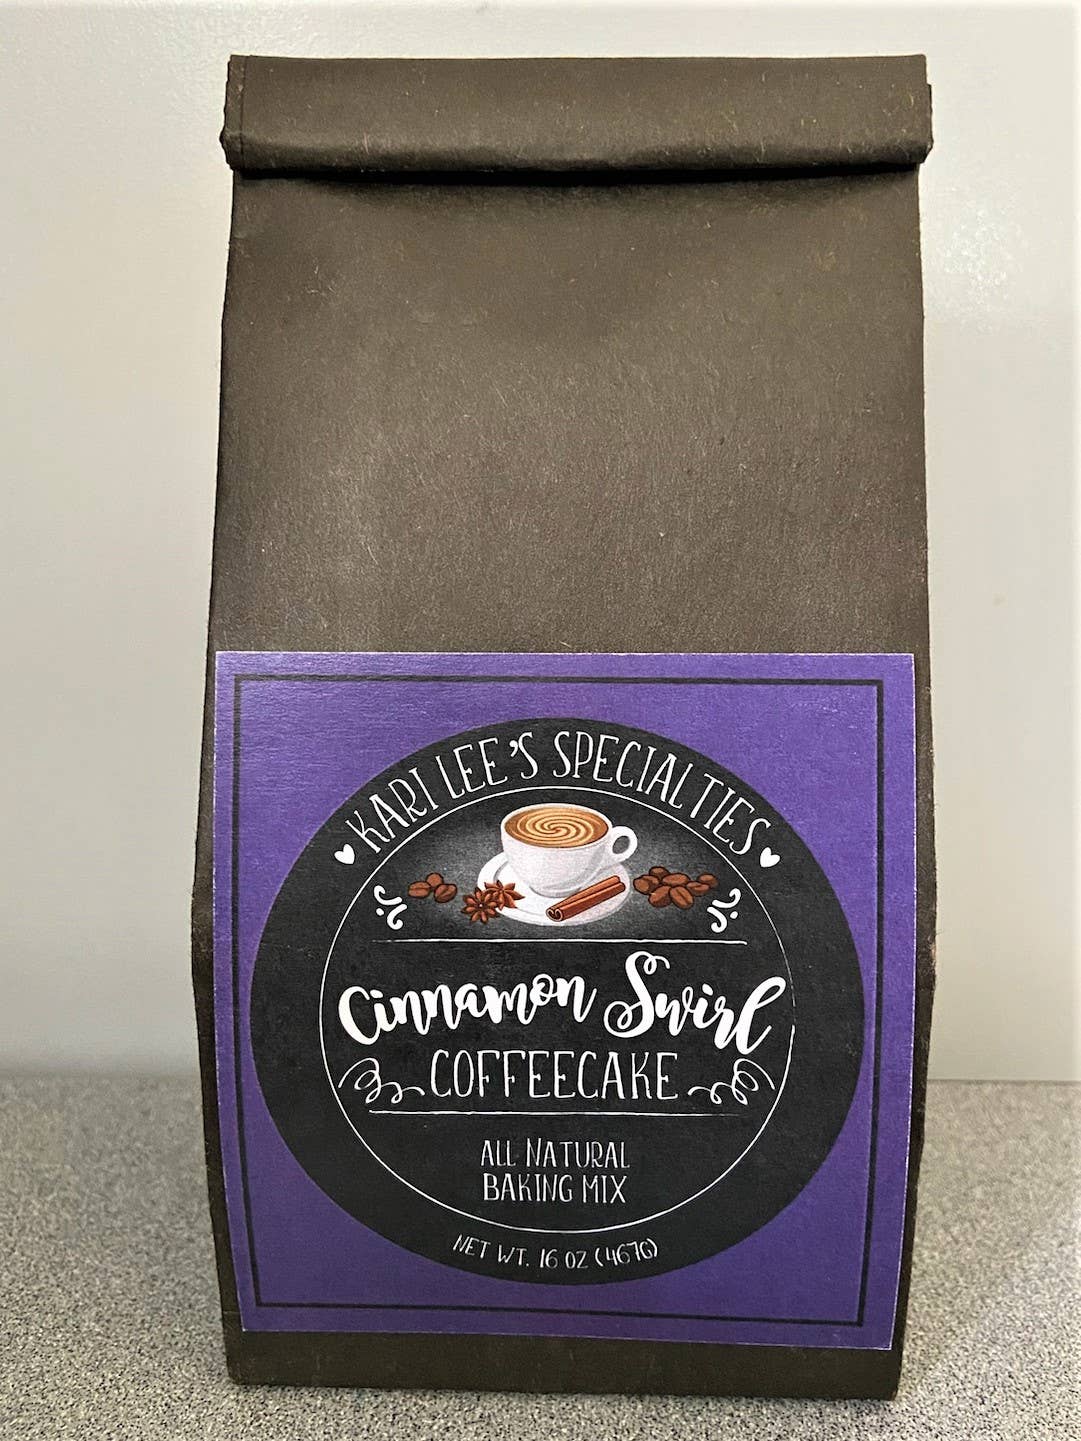 KARI LEE'S SPECIALTIES
Cinnamon Swirl
COFFEECAKE
ALL NATURAL
BAKING MIX
NET WT. 16 OZ (467G)